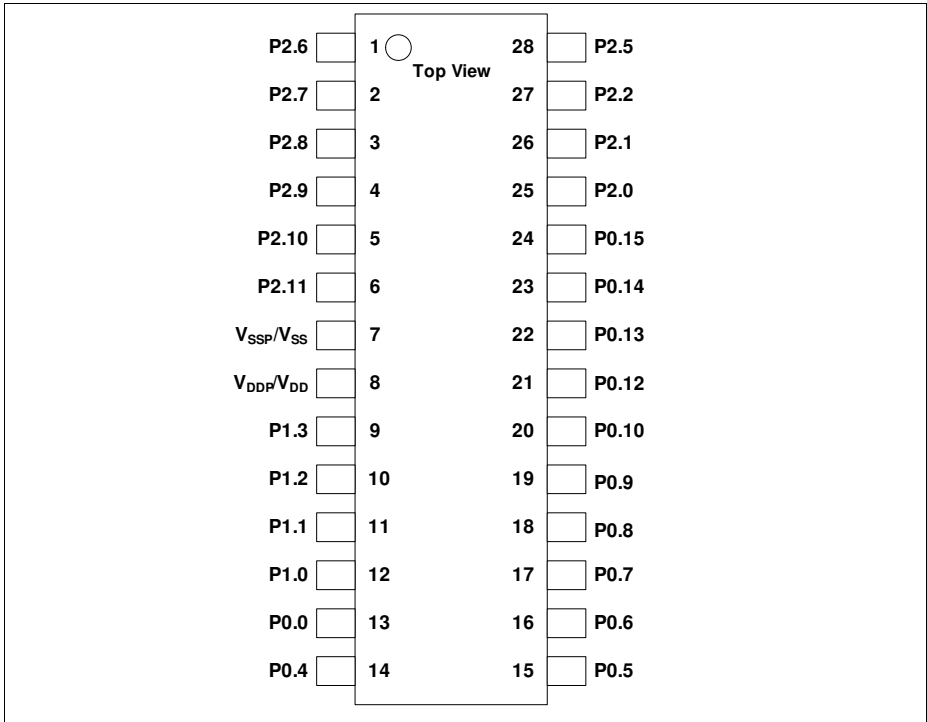 P2.6 1 28 P2.5
Top View
P2.7 2 27 P2.2
P2.8 3 26 P2.1
P2.9 4 25 P2.0
P2.10 5 24 P0.15
P2.11 6 23 P0.14
VSSP/VSS 7 22 P0.13
VDDP/VDD 8 21 P0.12
P1.3 9 20 P0.10
P1.2 10 19 P0.9
P1.1 11 18 P0.8
P1.0 12 17 P0.7
P0.0 13 16 P0.6
P0.4 14 15 P0.5